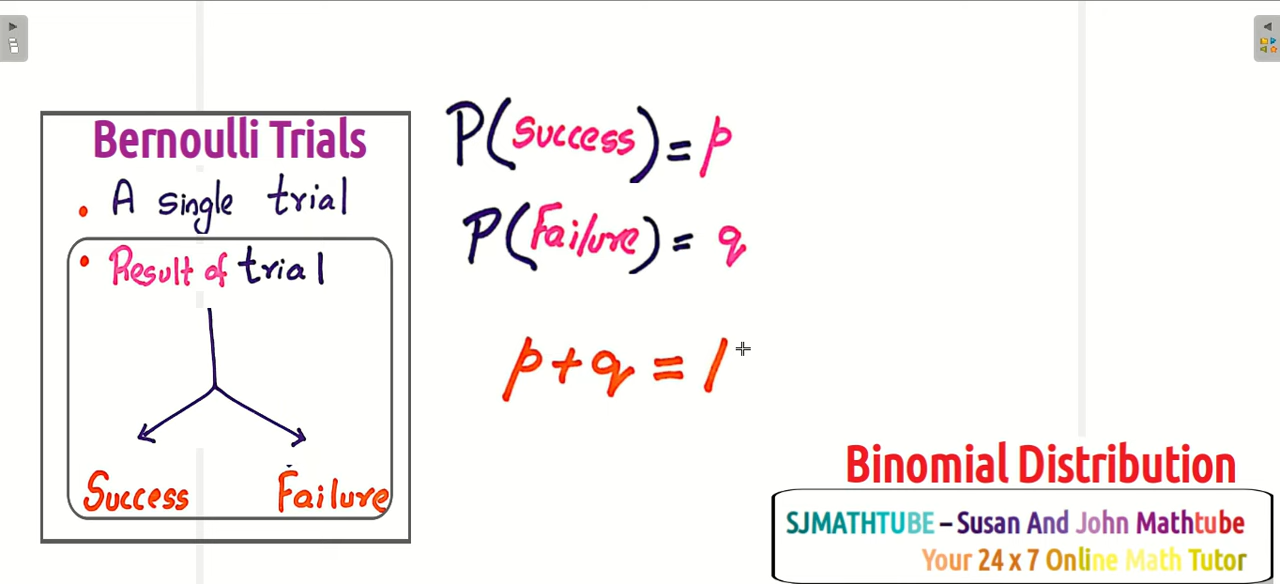 Bernoulli Trials
• A single trial
• Result of trial
Success Failure
P(Success) = p
P(Failure) = q
p + q = 1
Binomial Distribution
SJMATHTUBE – Susan And John Mathtube
Your 24 x 7 Online Math Tutor